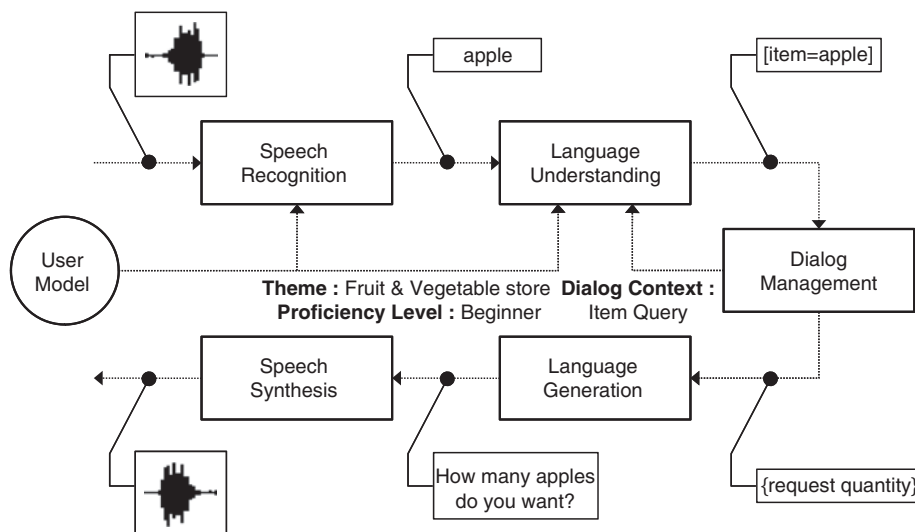 apple
[item=apple]
Speech
Recognition
Language
Understanding
User
Model
Dialog
Management
Theme : Fruit & Vegetable store
Proficiency Level : Beginner
Dialog Context :
Item Query
Speech
Synthesis
Language
Generation
How many apples
do you want?
{request quantity}